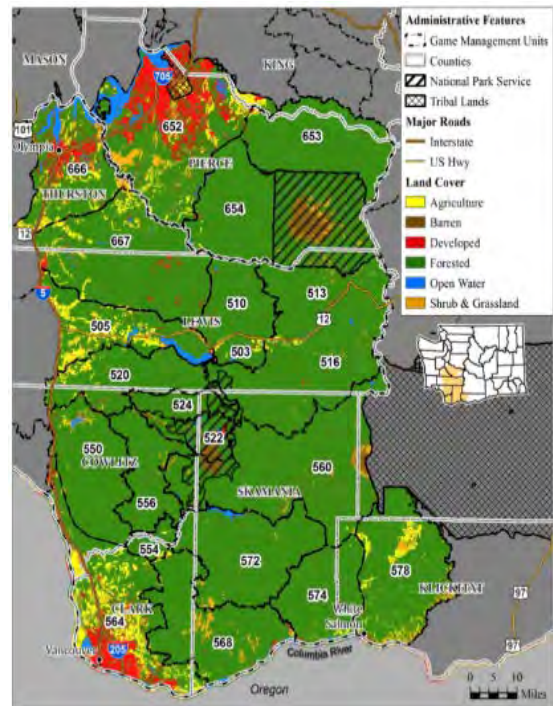 Administrative Features
Game Management Units
Counties
National Park Service
Tribal Lands
Major Roads
Interstate
US Hwy
Land Cover
Agriculture
Barren
Developed
Forested
Open Water
Shrub & Grassland
MASON
KING
705
652
653
101
Olympia
666
PIERCE
THURSTON
654
12
667
5
510
513
LEWIS
12
505
503
516
520
524
522
550
COWLITZ
560
SKAMANIA
556
554
572
578
574
KLICKITAT
CLARK
564
White
Salmon
97
568
Vancouver
205
Columbia River
97
Oregon
0 5 10
Miles